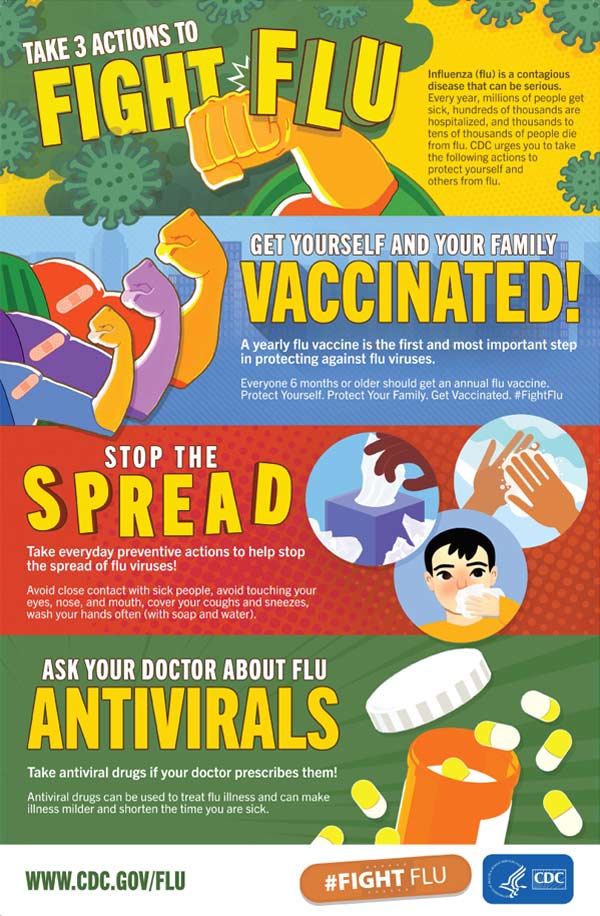 TAKE 3 ACTIONS TO
FIGHT FLU
Influenza (flu) is a contagious
disease that can be serious.
Every year, millions of people get
sick, hundreds of thousands are
hospitalized, and thousands to
tens of thousands of people die
from flu. CDC urges you to take
the following actions to
protect yourself and
others from flu.
GET YOURSELF AND YOUR FAMILY
VACCINATED!
A yearly flu vaccine is the first and most important step
in protecting against flu viruses.
Everyone 6 months or older should get an annual flu vaccine.
Protect Yourself. Protect Your Family. Get Vaccinated. #FightFlu
STOP THE
SPREAD
Take everyday preventive actions to help stop
the spread of flu viruses!
Avoid close contact with sick people, avoid touching your
eyes, nose, and mouth, cover your coughs and sneezes,
wash your hands often (with soap and water).
ASK YOUR DOCTOR ABOUT FLU
ANTIVIRALS
Take antiviral drugs if your doctor prescribes them!
Antiviral drugs can be used to treat flu illness and can make
illness milder and shorten the time you are sick.
WWW.CDC.GOV/FLU
#FIGHT FLU
CDC